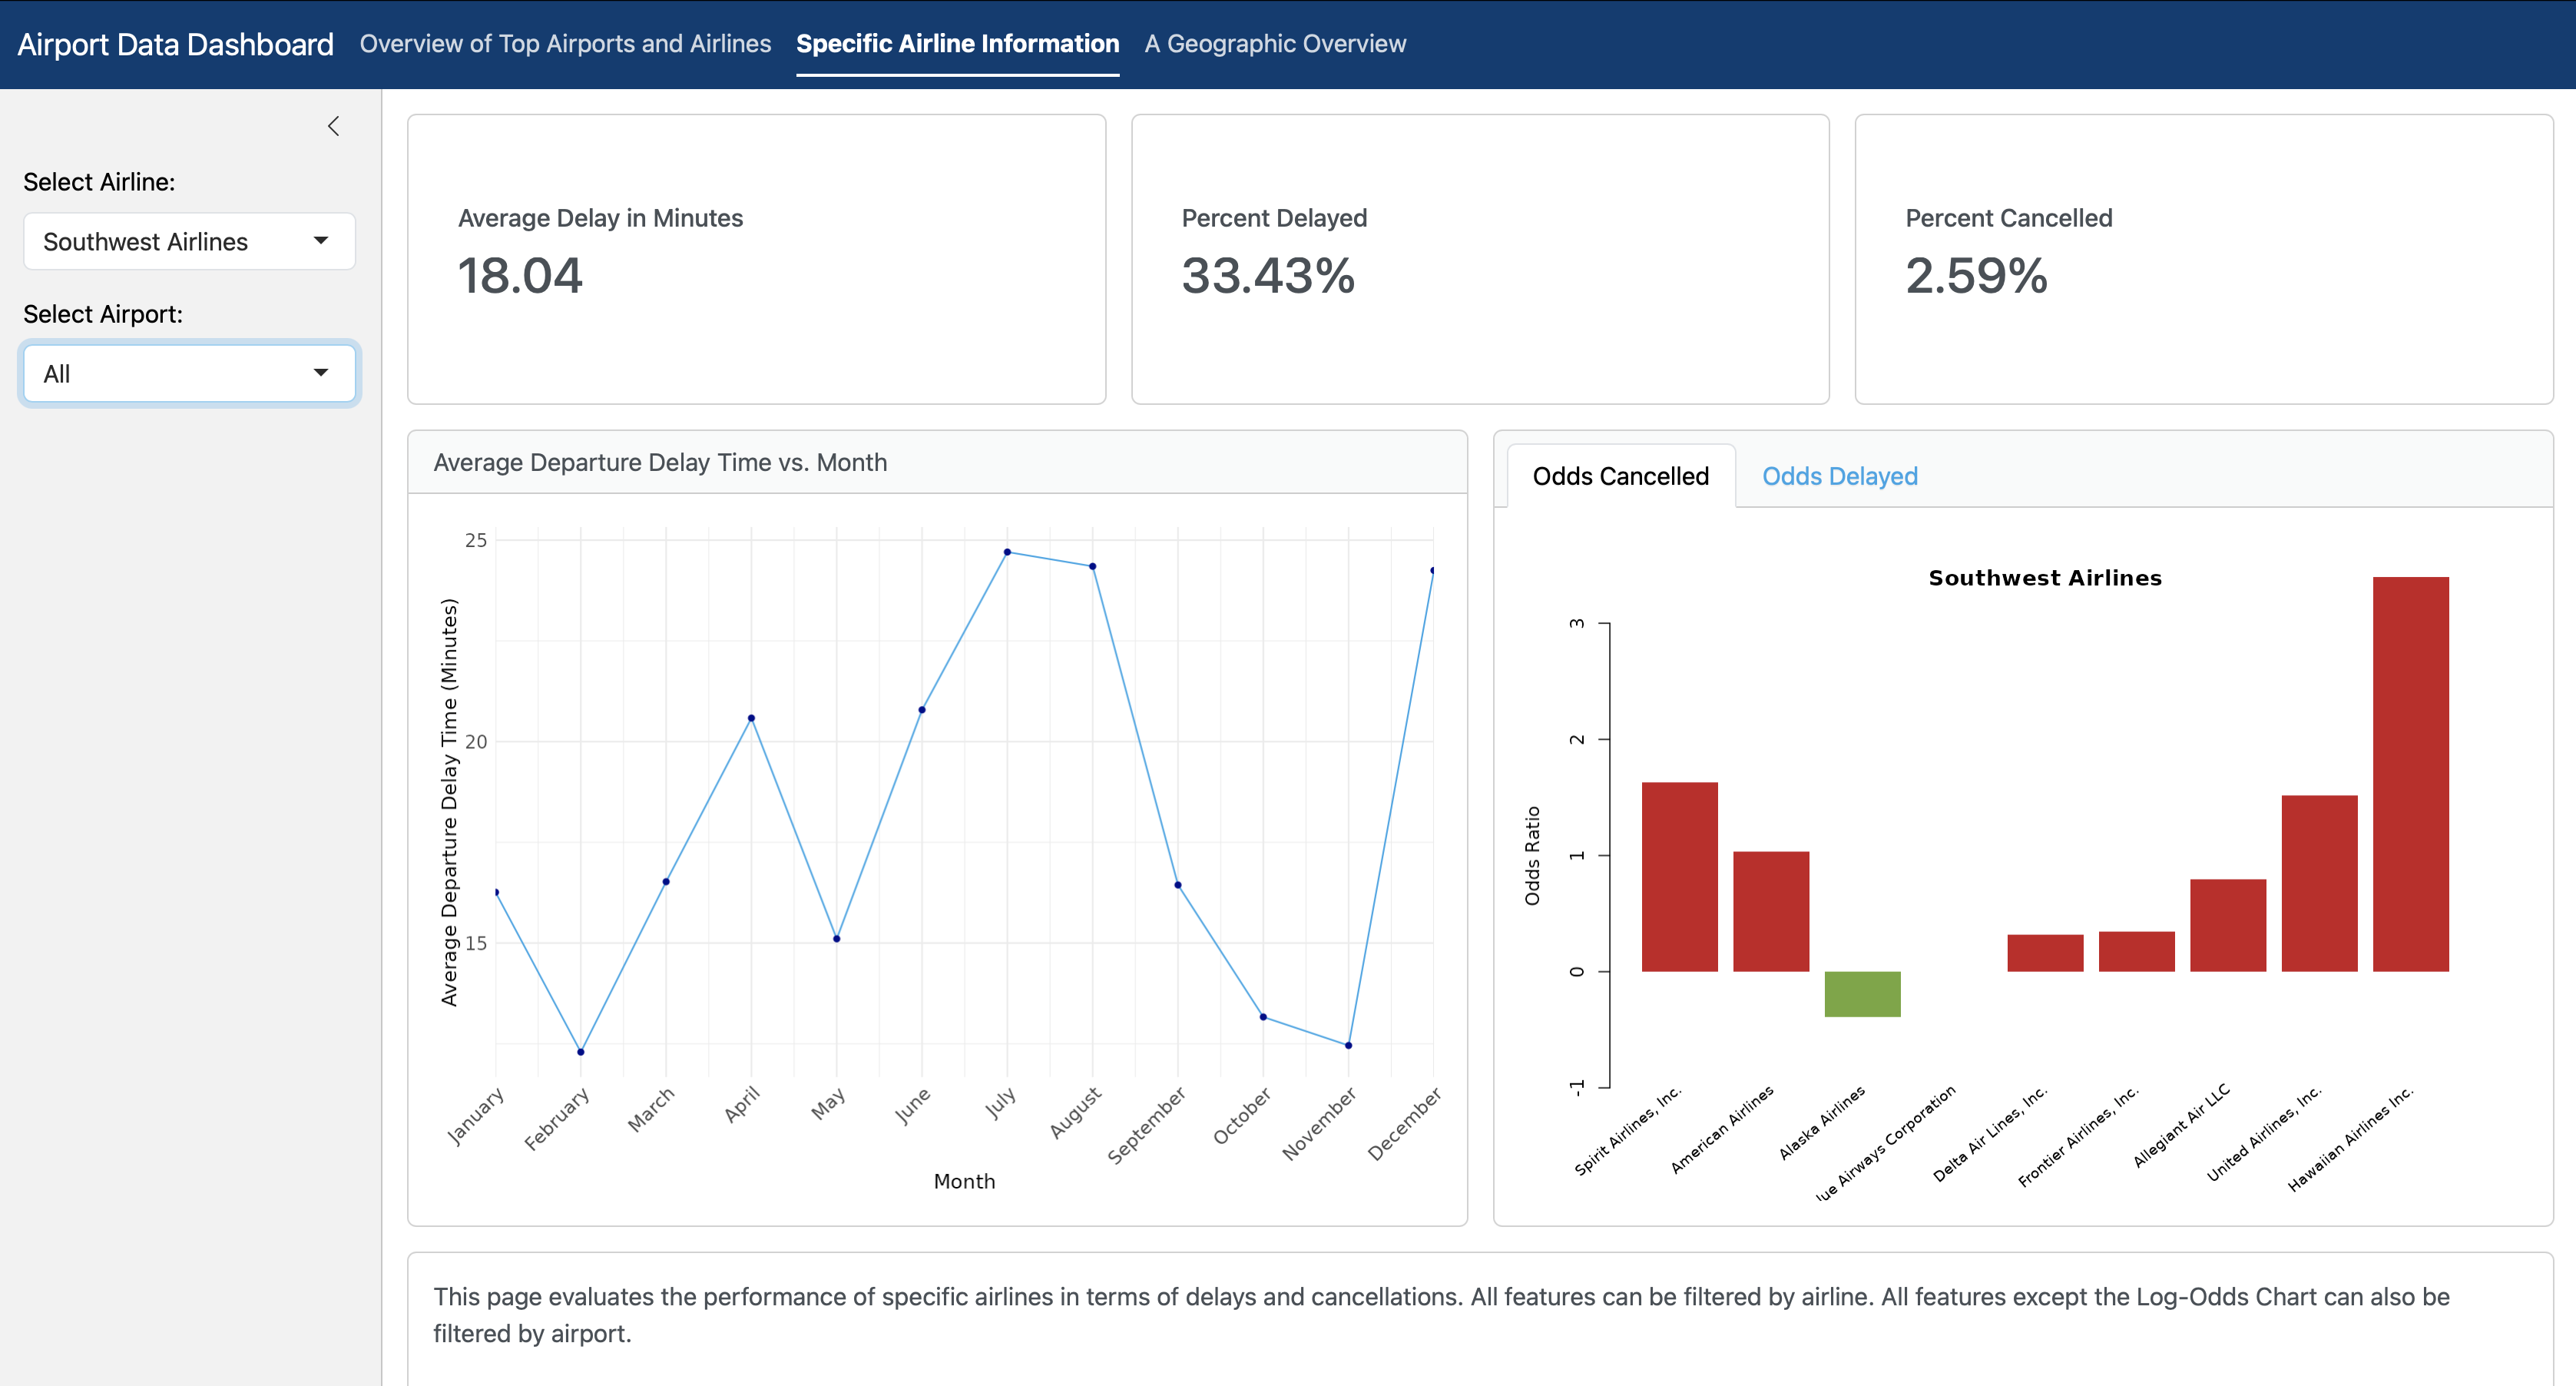 Airport Data Dashboard Overview of Top Airports and Airlines Specific Airline Information A Geographic Overview
Select Airline:
Southwest Airlines
Select Airport:
All
Average Delay in Minutes
18.04
Percent Delayed
33.43%
Percent Cancelled
2.59%
Average Departure Delay Time vs. Month
Average Departure Delay Time (Minutes)
25
20
15
January
February
March
April
May
June
July
August
September
October
November
December
Month
Odds Cancelled
Odds Delayed
Southwest Airlines
Odds Ratio
3
2
1
0
-1
Spirit Airlines, Inc.
American Airlines
Alaska Airlines
Airways Corporation
Delta Air Lines, Inc.
Frontier Airlines, Inc.
Allegiant Air LLC
United Airlines, Inc.
Hawaiian Airlines Inc.
This page evaluates the performance of specific airlines in terms of delays and cancellations. All features can be filtered by airline. All features except the Log-Odds Chart can also be
filtered by airport.